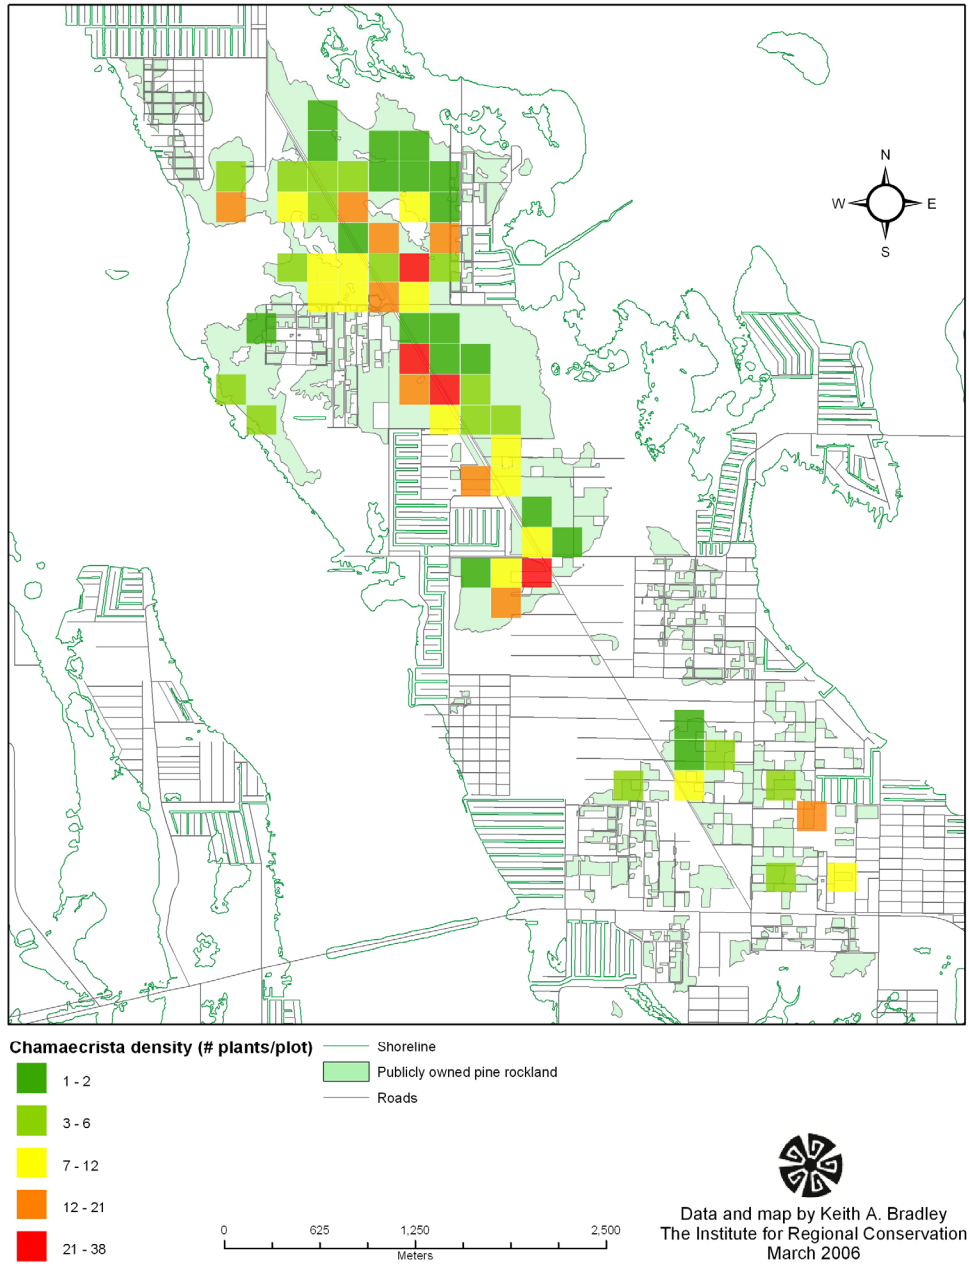 N
W E
S
Chamaecrista density (# plants/plot)
1 - 2
3 - 6
7 - 12
12 - 21
21 - 38
Shoreline
Publicly owned pine rockland
Roads
0 625 1,250 2,500
Meters
Data and map by Keith A. Bradley
The Institute for Regional Conservation
March 2006